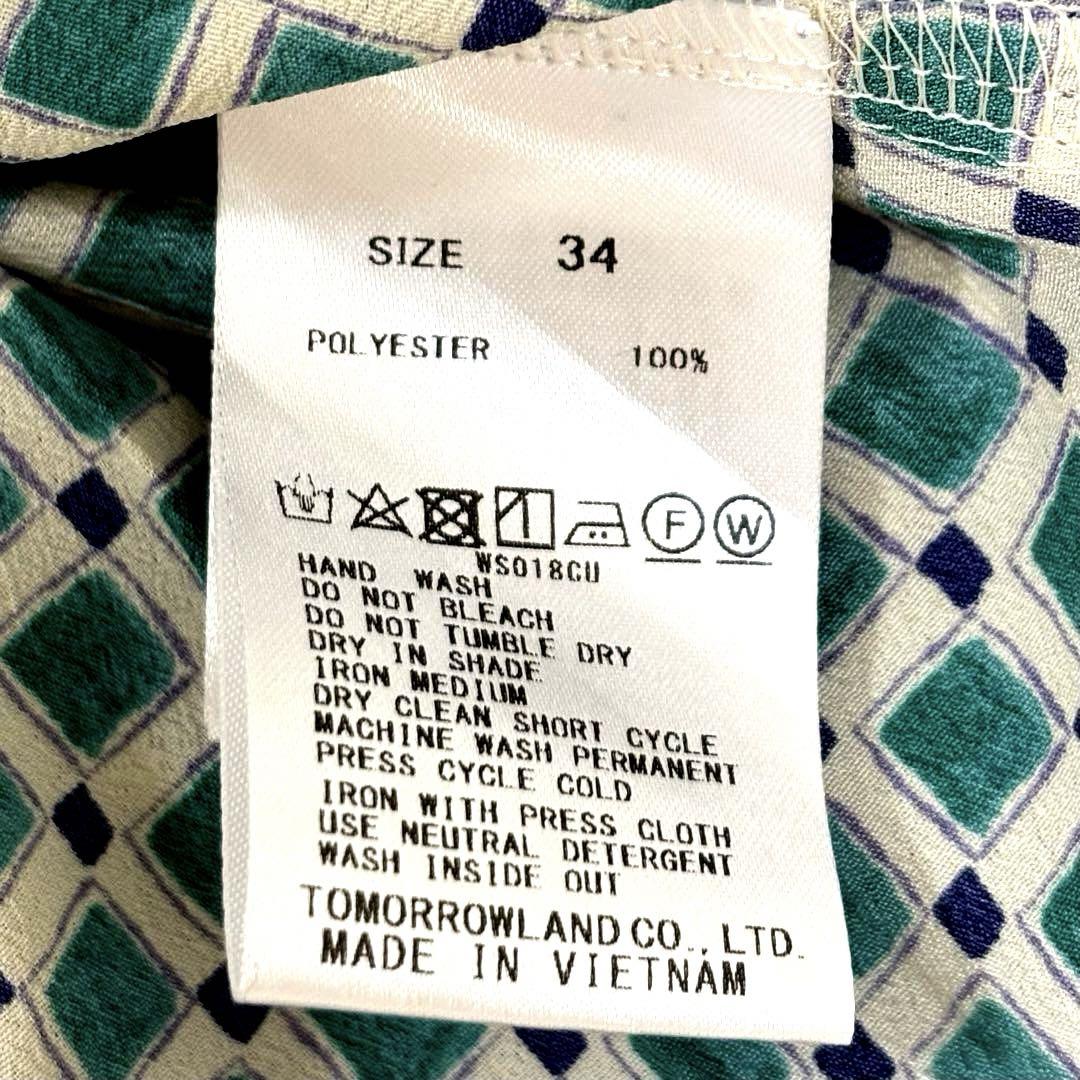 SIZE 34
POLYESTER 100%
F W
WS018CU
HAND WASH
DO NOT BLEACH
DO NOT TUMBLE DRY
DRY IN SHADE
IRON MEDIUM
DRY CLEAN SHORT CYCLE
MACHINE WASH PERMANENT
PRESS CYCLE COLD
IRON WITH PRESS CLOTH
USE NEUTRAL DETERGENT
WASH INSIDE OUT
TOMORROWLAND CO., LTD.
MADE IN VIETNAM